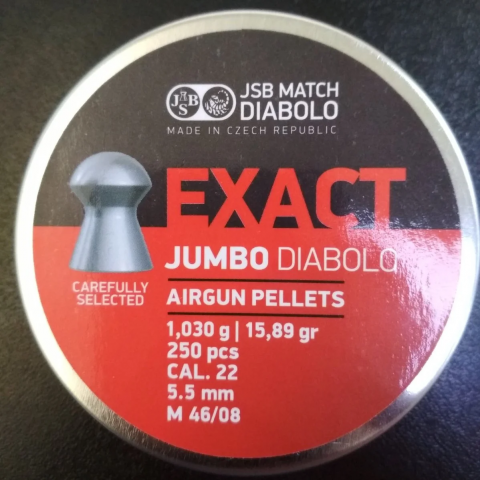 JSB
JSB MATCH
DIABOLO
MADE IN CZECH REPUBLIC
EXACT
JUMBO DIABOLO
CAREFULLY
SELECTED
AIRGUN PELLETS
1,030 g | 15,89 gr
250 pcs
CAL. 22
5.5 mm
M 46/08